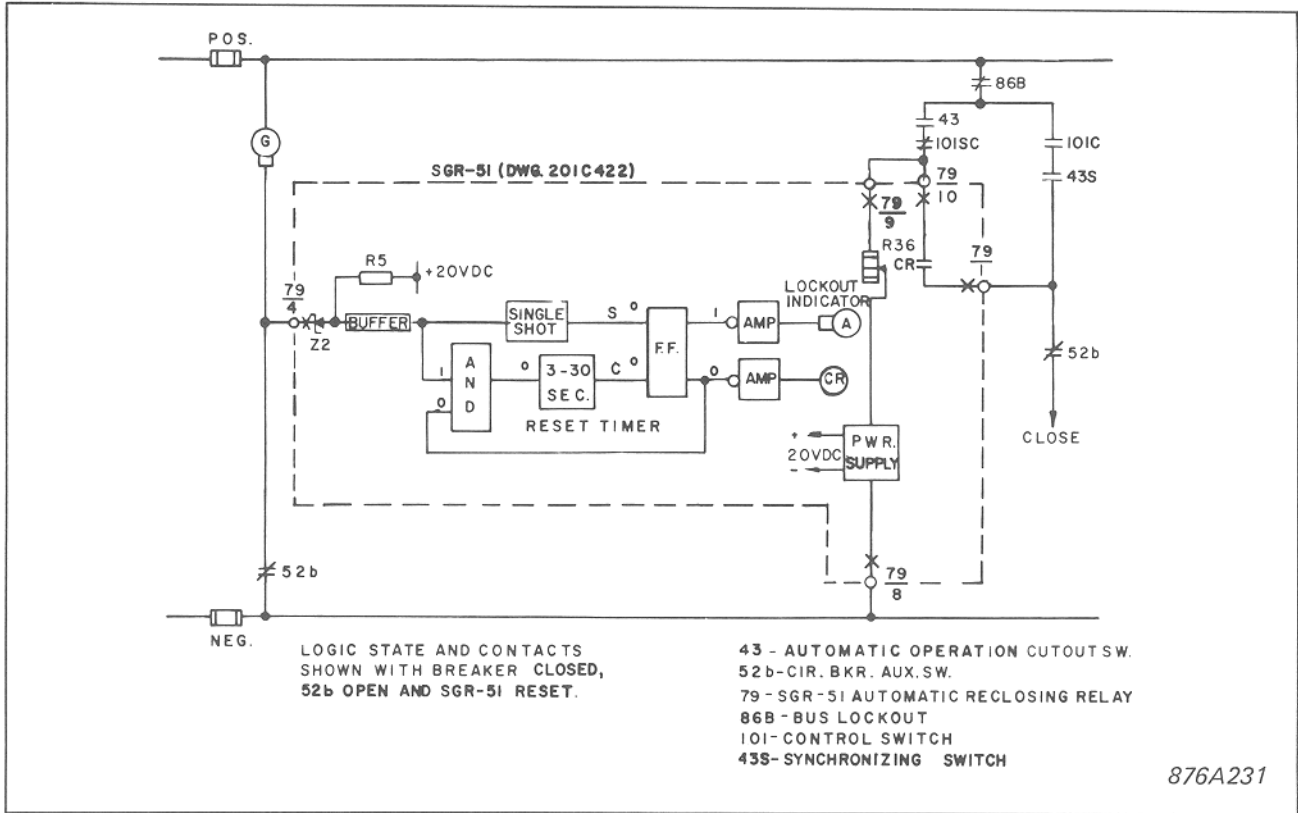 POS.
86B
43
101C
G
101SC
SGR-51 (DWG. 201C422)
79
10
43S
79
9
R5
+20VDC
R36
CR
79
79
4
LOCKOUT
INDICATOR
BUFFER
SINGLE
SHOT
S
0
F.F.
1
AMP
A
Z2
52b
1
A
N
D
0
3-30
SEC.
C
0
0
AMP
CR
0
RESET TIMER
CLOSE
+
20VDC
-
PWR.
SUPPLY
52b
79
8
NEG.
LOGIC STATE AND CONTACTS
SHOWN WITH BREAKER CLOSED,
52b OPEN AND SGR-51 RESET.
43 - AUTOMATIC OPERATION CUTOUT SW.
52b-CIR. BKR. AUX. SW.
79 - SGR-51 AUTOMATIC RECLOSING RELAY
86B - BUS LOCKOUT
101-CONTROL SWITCH
43S-SYNCHRONIZING SWITCH
876A231